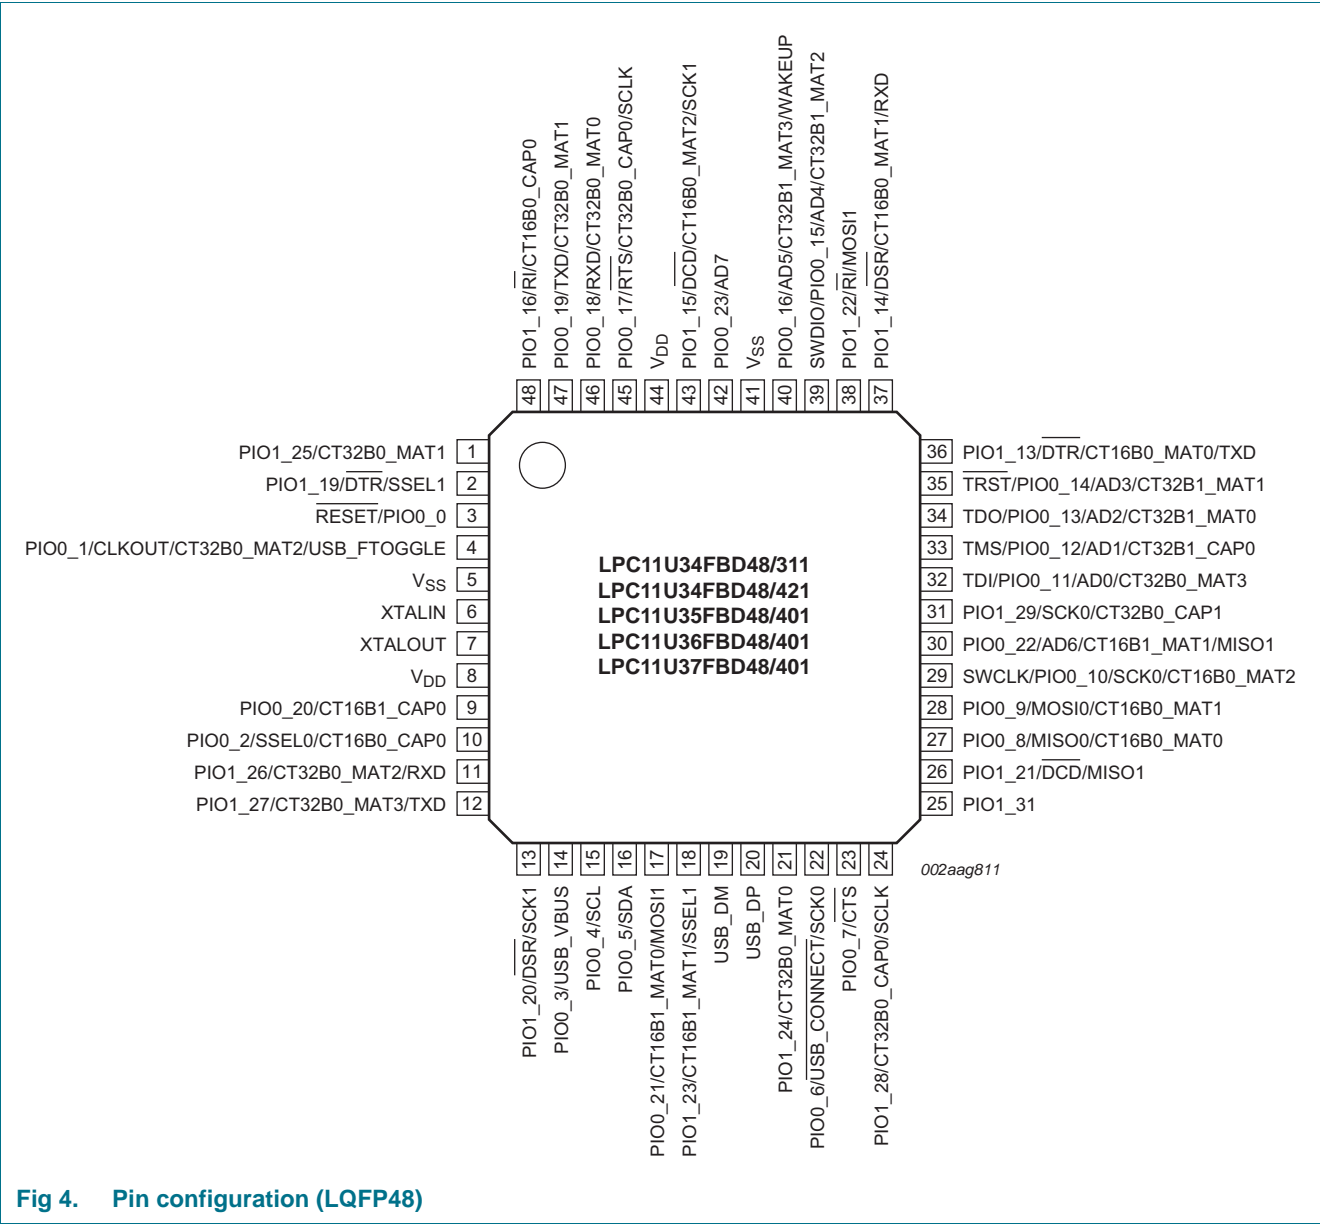 PIO1_16/RI/CT16B0_CAP0
PIO0_19/TXD/CT32B0_MAT1
PIO0_18/RXD/CT32B0_MAT0
PIO0_17/RTS/CT32B0_CAP0/SCLK
VDD
PIO1_15/DCD/CT16B0_MAT2/SCK1
PIO0_23/AD7
VSS
PIO0_16/AD5/CT32B1_MAT3/WAKEUP
SWDIO/PIO0_15/AD4/CT32B1_MAT2
PIO1_22/RI/MOSI1
PIO1_14/DSR/CT16B0_MAT1/RXD
48 47 46 45 44 43 42 41 40 39 38 37
PIO1_25/CT32B0_MAT1 1
PIO1_19/DTR/SSEL1 2
RESET/PIO0_0 3
PIO0_1/CLKOUT/CT32B0_MAT2/USB_FTOGGLE 4
VSS 5
XTALIN 6
XTALOUT 7
VDD 8
PIO0_20/CT16B1_CAP0 9
PIO0_2/SSEL0/CT16B0_CAP0 10
PIO1_26/CT32B0_MAT2/RXD 11
PIO1_27/CT32B0_MAT3/TXD 12
LPC11U34FBD48/311
LPC11U34FBD48/421
LPC11U35FBD48/401
LPC11U36FBD48/401
LPC11U37FBD48/401
36 PIO1_13/DTR/CT16B0_MAT0/TXD
35 TRST/PIO0_14/AD3/CT32B1_MAT1
34 TDO/PIO0_13/AD2/CT32B1_MAT0
33 TMS/PIO0_12/AD1/CT32B1_CAP0
32 TDI/PIO0_11/AD0/CT32B0_MAT3
31 PIO1_29/SCK0/CT32B0_CAP1
30 PIO0_22/AD6/CT16B1_MAT1/MISO1
29 SWCLK/PIO0_10/SCK0/CT16B0_MAT2
28 PIO0_9/MOSI0/CT16B0_MAT1
27 PIO0_8/MISO0/CT16B0_MAT0
26 PIO1_21/DCD/MISO1
25 PIO1_31
13 14 15 16 17 18 19 20 21 22 23 24
PIO1_20/DSR/SCK1
PIO0_3/USB_VBUS
PIO0_4/SCL
PIO0_5/SDA
PIO0_21/CT16B1_MAT0/MOSI1
PIO1_23/CT16B1_MAT1/SSEL1
USB_DM
USB_DP
PIO1_24/CT32B0_MAT0
PIO0_6/USB_CONNECT/SCK0
PIO0_7/CTS
PIO1_28/CT32B0_CAP0/SCLK
002aag811
Fig 4. Pin configuration (LQFP48)